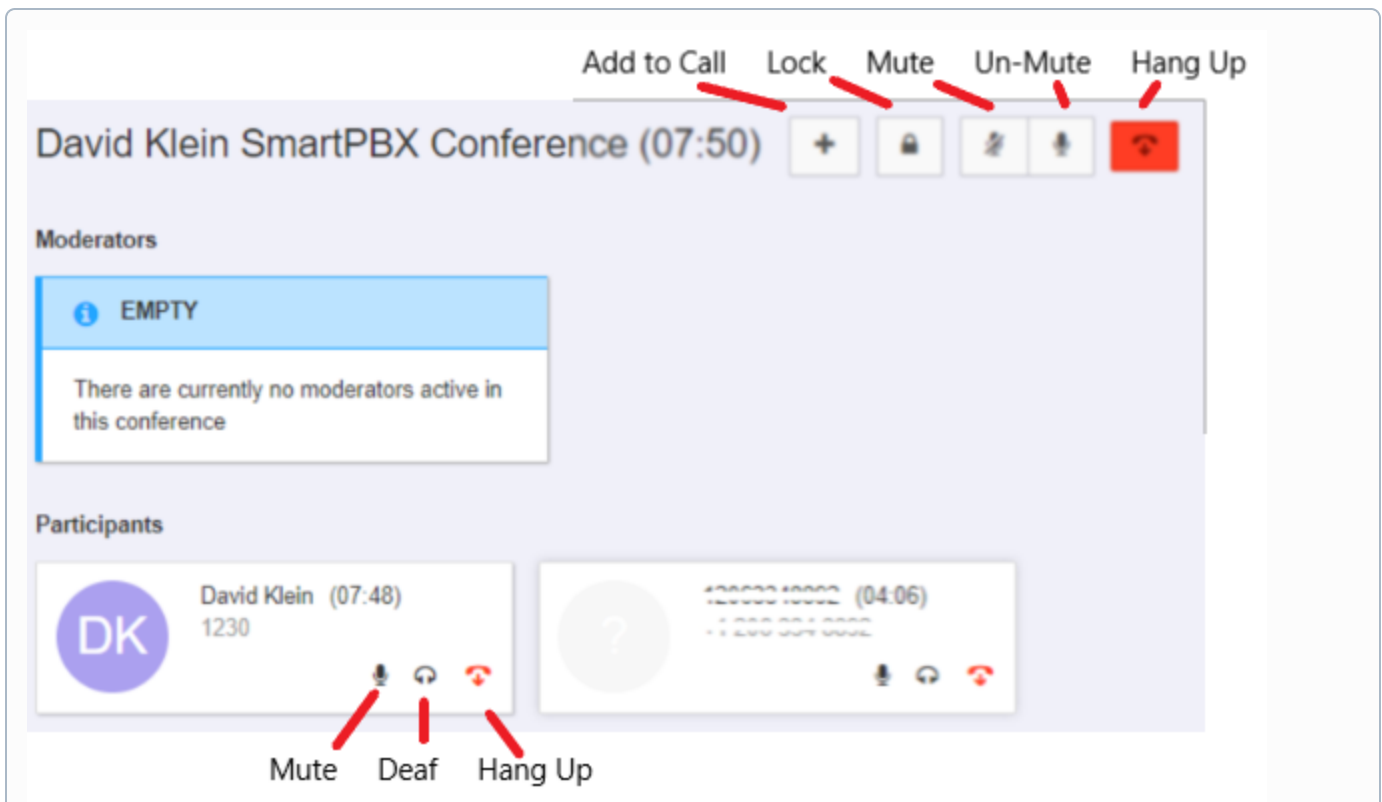 Add to Call Lock Mute Un-Mute Hang Up
David Klein SmartPBX Conference (07:50)
Moderators
EMPTY
There are currently no moderators active in
this conference
Participants
DK
David Klein (07:48)
1230
?
(04:06)
Mute Deaf Hang Up